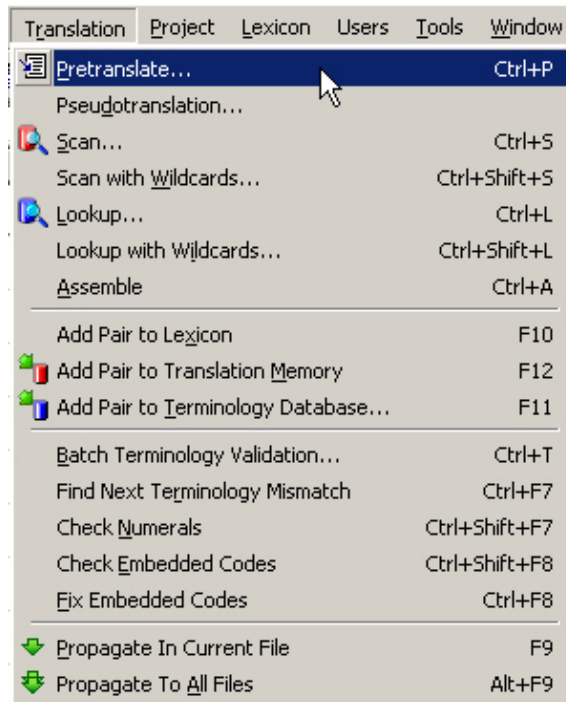 Translation Project Lexicon Users Tools Window
Pretranslate... Ctrl+P
Pseudotranslation...
Scan... Ctrl+S
Scan with Wildcards... Ctrl+Shift+S
Lookup... Ctrl+L
Lookup with Wildcards... Ctrl+Shift+L
Assemble Ctrl+A
Add Pair to Lexicon F10
Add Pair to Translation Memory F12
Add Pair to Terminology Database... F11
Batch Terminology Validation... Ctrl+T
Find Next Terminology Mismatch Ctrl+F7
Check Numerals Ctrl+Shift+F7
Check Embedded Codes Ctrl+Shift+F8
Fix Embedded Codes Ctrl+F8
Propagate In Current File F9
Propagate To All Files Alt+F9